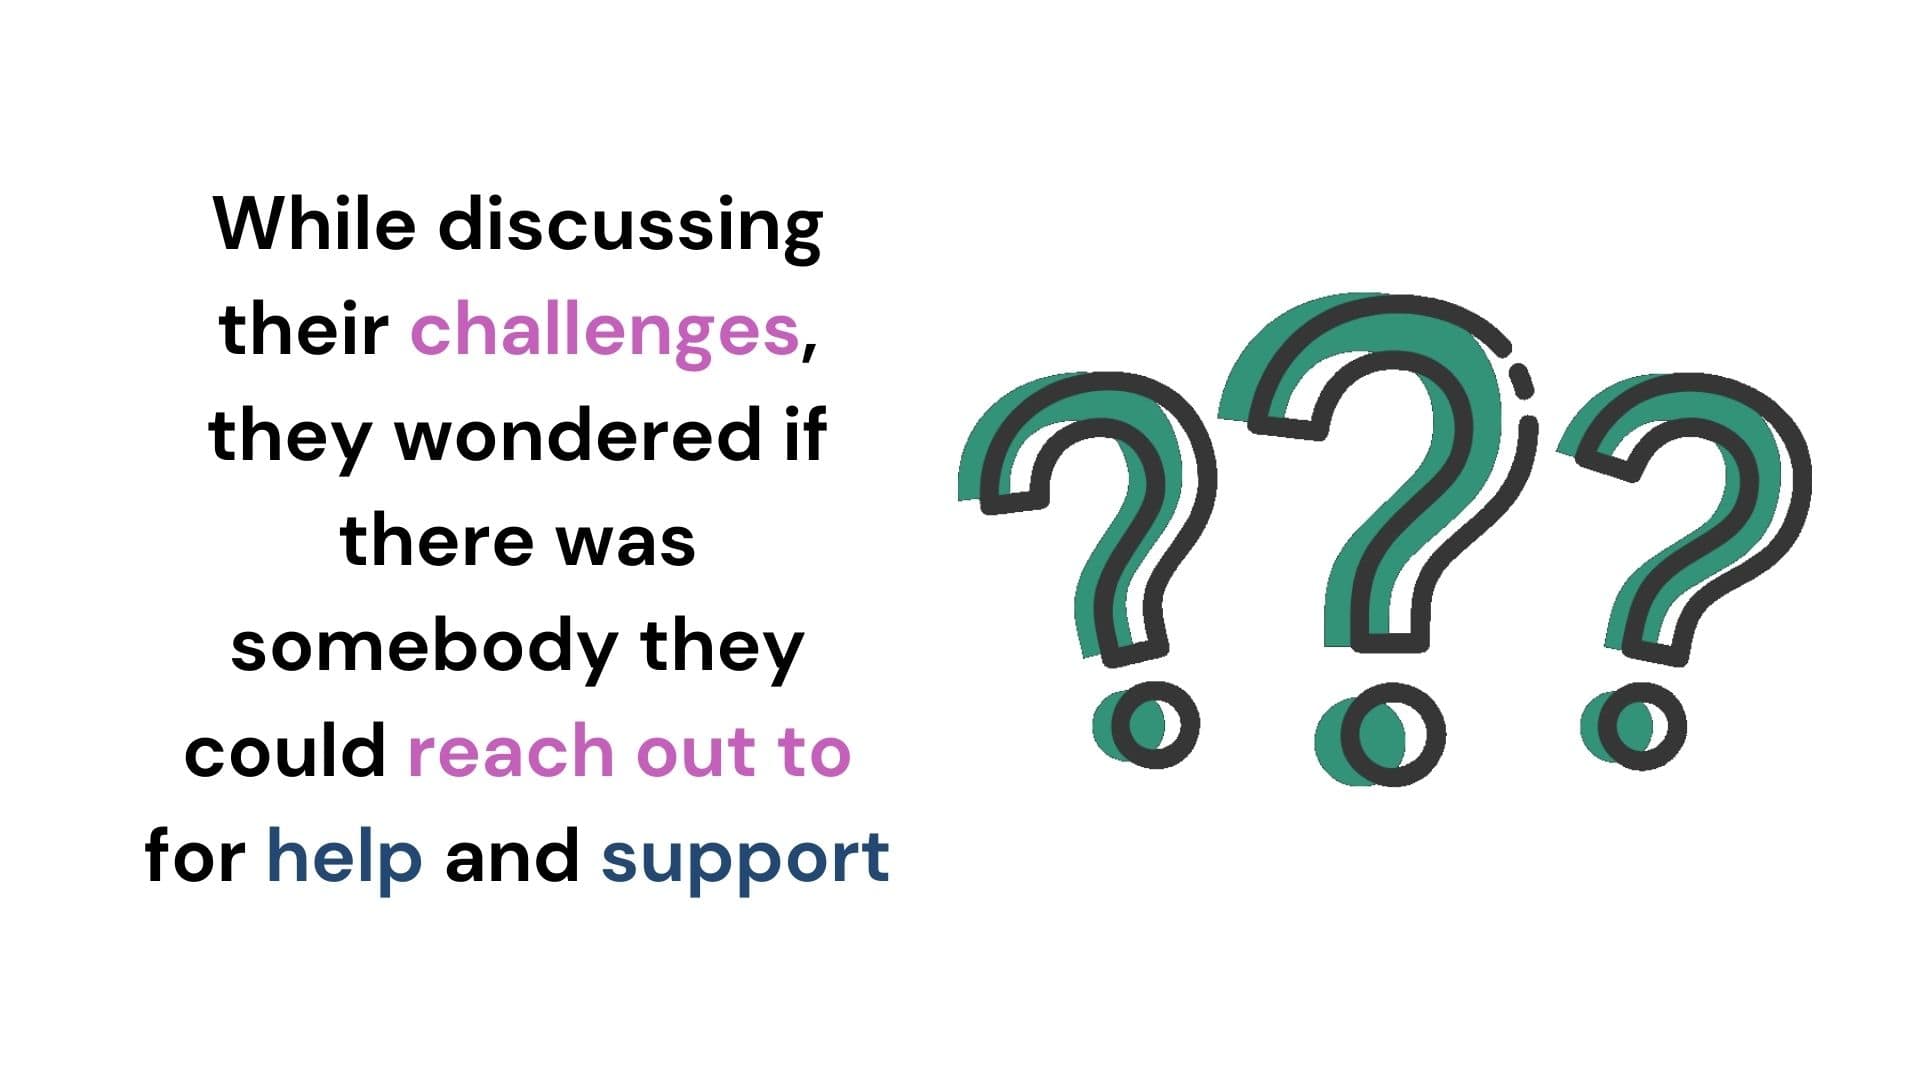 While discussing
their challenges,
they wondered if
there was
somebody they
could reach out to
for help and support
???